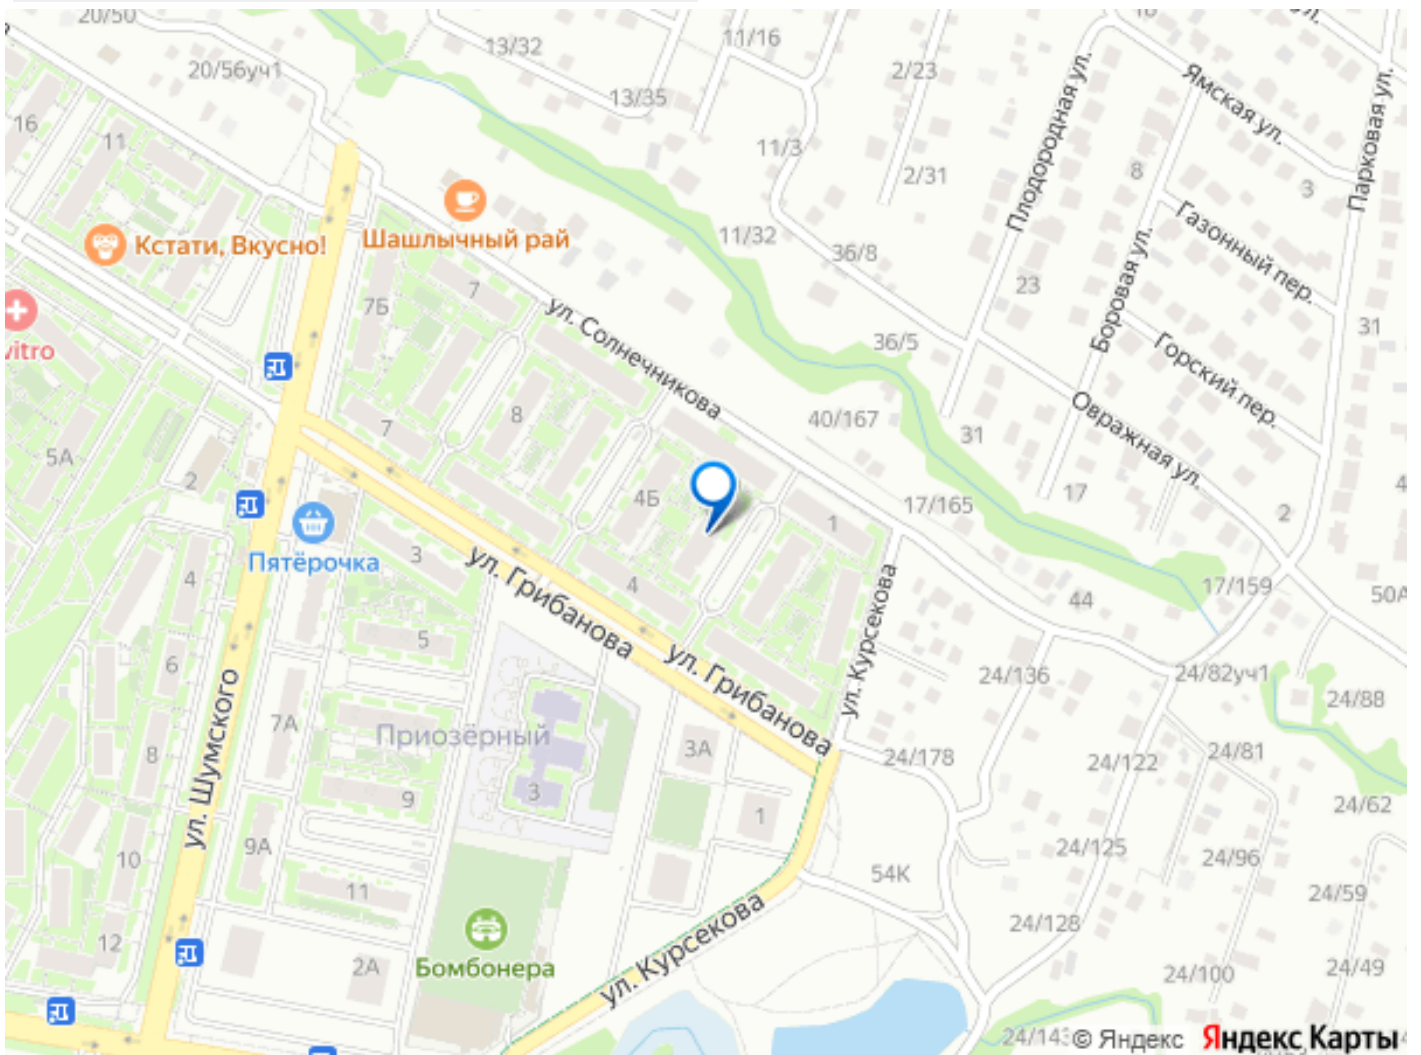 20/50
20/56уч1
13/32
13/35
11/16
2/23
Ямская ул.
Парковая ул.
16
11
11/3
2/31
Плодородная ул.
8
3
Кстати, Вкусно!
Шашлычный рай
11/32
36/8
Газонный пер.
Боровая ул.
23
31
vitro
7Б
7
ул. Солнечникова
36/5
Горский пер.
8
7
40/167
31
Овражная ул.
5А
2
4Б
1
17/165
17
2
4
Пятёрочка
3
ул. Грибанова
4
ул. Курсекова
44
17/159
50А
4
5
6
ул. Грибанова
24/136
24/82уч1
24/88
ул. Шумского
7А
Приозёрный
3А
24/178
24/122
24/81
8
9
3
1
24/62
9А
10
11
54К
24/125
24/96
24/59
12
2А
Бомбонера
ул. Курсекова
24/128
24/100
24/49
24/143
© Яндекс Яндекс Карты